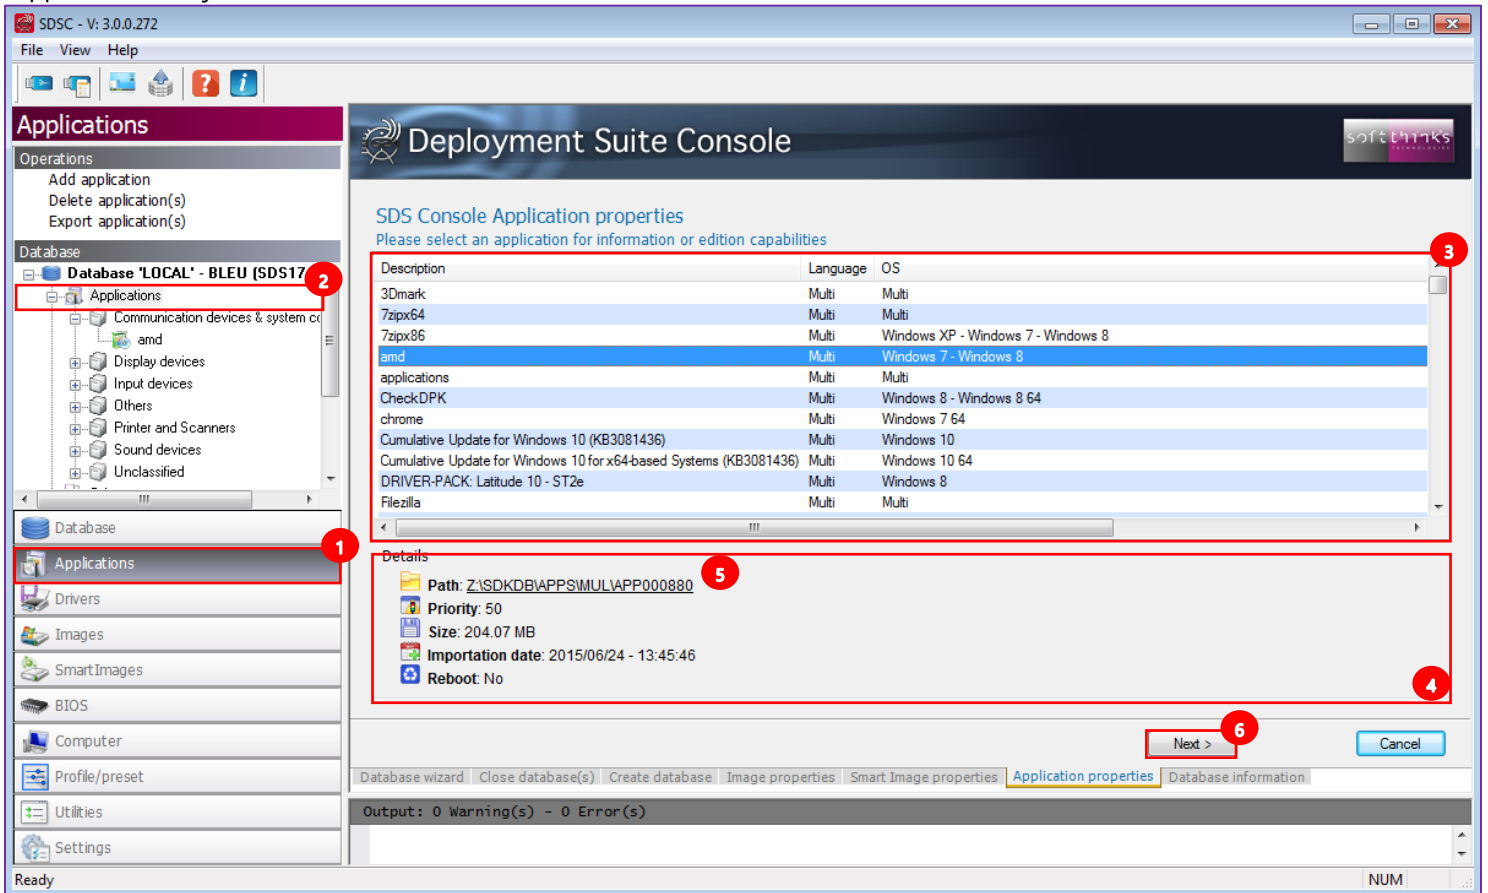 SDSC - V: 3.0.0.272
File View Help
Applications
Operations
Add application
Delete application(s)
Export application(s)
Database
Database 'LOCAL' - BLEU (SDS17
2
Applications
Communication devices & system
amd
Display devices
Input devices
Others
Printer and Scanners
Sound devices
Unclassified
Database
1
Applications
Drivers
Images
SmartImages
BIOS
Computer
Profile/preset
Utilities
Settings
Deployment Suite Console
softthinks
TECHNOLOGIES
SDS Console Application properties
Please select an application for information or edition capabilities
3
Description Language OS
3Dmark Multi Multi
7zipx64 Multi Multi
7zipx86 Multi Windows XP - Windows 7 - Windows 8
amd Multi Windows 7 - Windows 8
applications Multi Multi
CheckDPK Multi Windows 8 - Windows 8 64
chrome Multi Windows 7 64
Cumulative Update for Windows 10 (KB3081436) Multi Windows 10
Cumulative Update for Windows 10 for x64-based Systems (KB3081436) Multi Windows 10 64
DRIVER-PACK: Latitude 10 - ST2e Multi Windows 8
Filezilla Multi Multi
Details
5
Path: Z:\SDKDB\APPS\MUL\APP000880
Priority: 50
Size: 204.07 MB
Importation date: 2015/06/24 - 13:45:46
Reboot: No
4
6
Next > Cancel
Database wizard Close database(s) Create database Image properties Smart Image properties Application properties Database information
Output: 0 Warning(s) - 0 Error(s)
Ready NUM